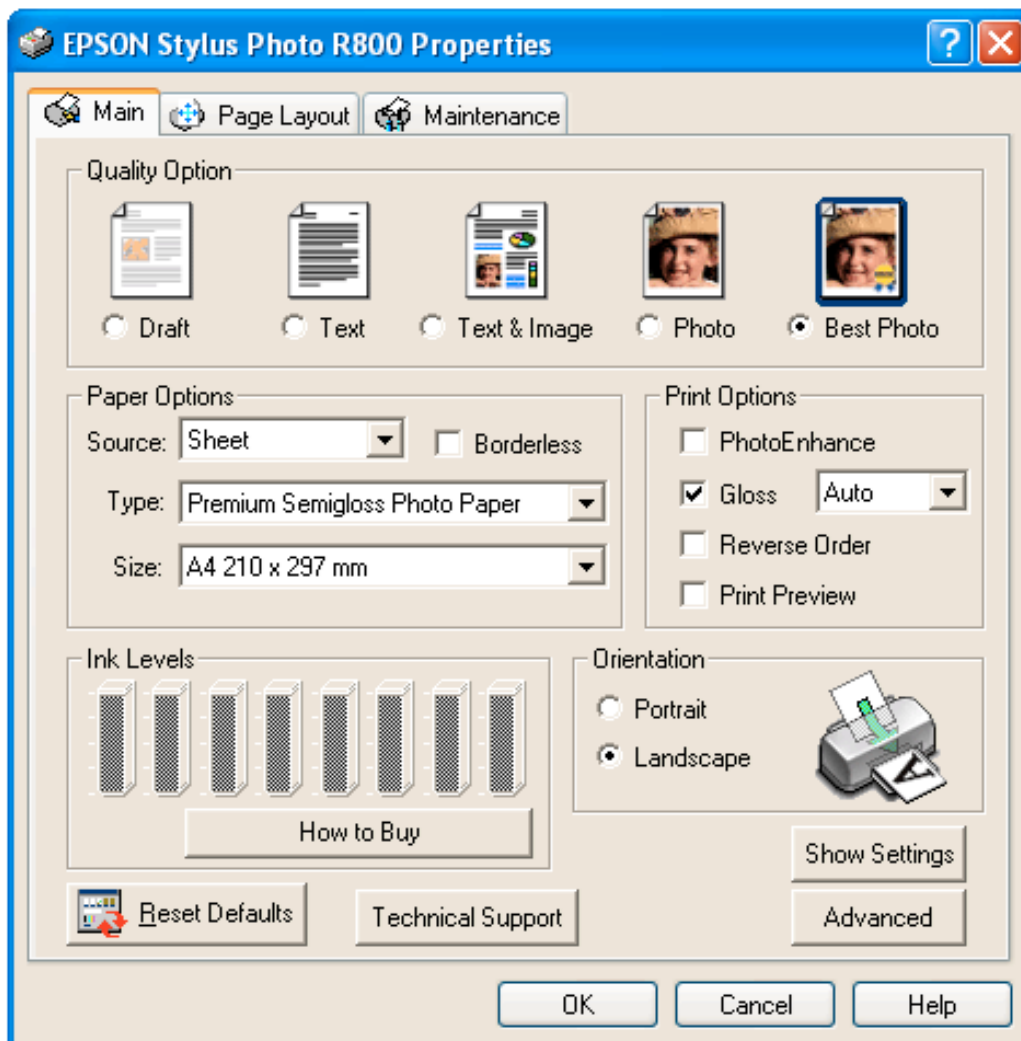 EPSON Stylus Photo R800 Properties
Main Page Layout Maintenance
Quality Option
Draft Text Text & Image Photo Best Photo
Paper Options
Source: Sheet Borderless
Type: Premium Semigloss Photo Paper
Size: A4 210 x 297 mm
Print Options
PhotoEnhance
Gloss Auto
Reverse Order
Print Preview
Ink Levels
How to Buy
Orientation
Portrait
Landscape
A
Show Settings
Reset Defaults Technical Support Advanced
OK Cancel Help